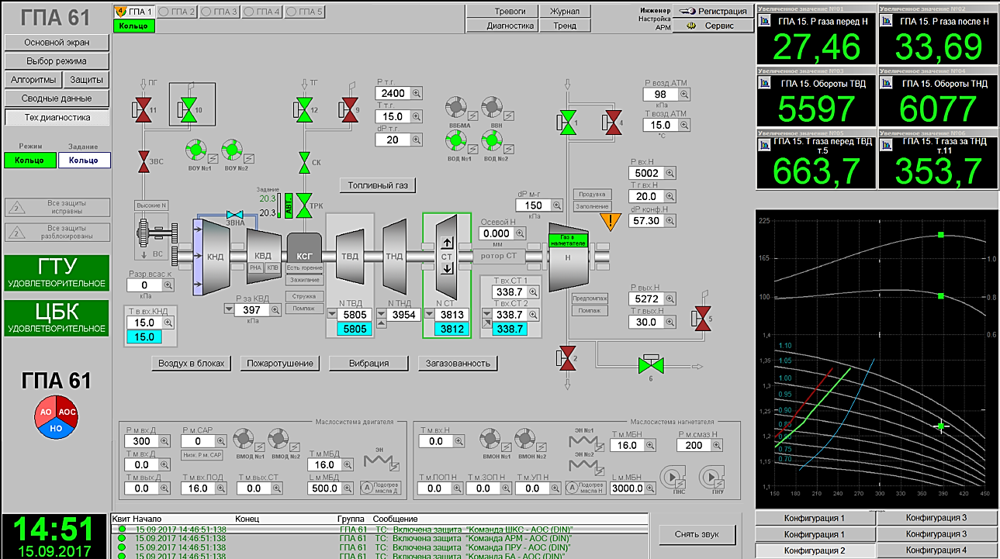 ГПА 61
Основной экран
Выбор режима
Алгоритмы
Защиты
Сводные данные
Тех.диагностика
Режим
Задание
Кольцо
Кольцо
2
Все защиты
исправны
2
Все защиты
разблокированы
ГТУ
УДОВЛЕТВОРИТЕЛЬНОЕ
ЦБК
УДОВЛЕТВОРИТЕЛЬНОЕ
ГПА 61
АО
АОС
НО
14:51
15.09.2017
4
ГПА 1
ГПА 2
ГПА 3
ГПА 4
ГПА 5
Кольцо
Тревоги
Журнал
Диагностика
Тренд
Инженер
Настройка
АРМ
Регистрация
Сервис
ПГ
11
10
ТГ
12
9
ЗВС
ВОУ №1
ВОУ №2
СК
Р т.г.
2400
Т т.г.
15.0
dР т.г.
20
ВВБМА
ВВН
ВОД №1
ВОД №2
1
4
Р возд.АТМ
98
кПа
Т возд.АТМ
15.0
°С
Топливный газ
Задание
20.3
20.3
АВТ.
ТРК
Высокие N
ВС
ЗВНА
КНД
КВД
РНА
КПВ
КСГ
Есть горение
Зажигание
Стружка
Помпаж
ТВД
ТНД
СТ
Осевой Н
0.000
мм
ротор СТ
dР м-г
150
кПа
Продувка
Заполнение
Газ в
нагнетателе
Н
Р вх.Н
5002
Т г.вх.Н
20.0
dР конф.Н
57.30
Разр.всас.к
0
кПа
Т в вх.КНД
15.0
15.0
Р за КВД
397
кПа
N ТВД
5805
5805
N ТНД
3954
N СТ
3813
3812
Т вх.СТ 1
338.7
Т вх.СТ 2
338.7
338.7
Предпомпаж
Помпаж
Р вых.Н
5272
Т г.вых.Н
30.0
5
2
6
Воздух в блоках
Пожаротушение
Вибрация
Загазованность
Маслосистема двигателя
Р м.вх.Д
300
Р м САР
0
Низк. Р м. САР
Т м.вх.Д
0.0
Т м.вых.Д
0.0
Т м.вх.ПОД
16.0
Т м.вых.СТ
0.0
ВМОД №1
ВМОД №2
Т м.МБД
16.0
L м.МБД
500.0
ЭН
А
Подогрев
масла Д
Маслосистема нагнетателя
Т м.вх.Н
0.0
ВМОН №1
ВМОН №2
Т м.ПОП Н
0.0
Т м.ЗОП Н
0.0
Т м.УП Н
0.0
ЭН №1
ЭН №2
А
Подогрев
масла Н
Т м.МБН
16.0
L м.МБН
3000.0
Р м.смаз.Н
200
ПНС
ПНУ
Квит Начало Конец Группа Сообщение
15.09.2017 14:46:51:138 ГПА 61 ТС: Включена защита "Команда ШКС - АОС (DIN)"
15.09.2017 14:46:51:138 ГПА 61 ТС: Включена защита "Команда АРМ - АОС (DIN)"
15.09.2017 14:46:51:138 ГПА 61 ТС: Включена защита "Команда ПРУ - АОС (DIN)"
15.09.2017 14:46:51:138 ГПА 61 ТС: Включена защита "Команда БА - АОС (DIN)"
Снять звук
Увеличенное значение №01
ГПА 15. Р газа перед Н
27,46
Увеличенное значение №02
ГПА 15. Р газа после Н
33,69
Увеличенное значение №03
ГПА 15. Обороты ТВД
5597
Увеличенное значение №04
ГПА 15. Обороты ТНД
6077
Увеличенное значение №05
ГПА 15. Т газа перед ТВД
т.5
663,7
Увеличенное значение №06
ГПА 15. Т газа за ТНД
т.11
353,7
225
165
100
1.0
0.8
0.6
1,4
1,35
1,3
1,25
1,2
1,15
1,1
1.10
1.05
1.00
0.95
0.90
0.85
0.80
0.75
0.70
150 180 210 240 270 300 330 360 390 420 450
Конфигурация 1
Конфигурация 3
Конфигурация 1
Конфигурация 3
Конфигурация 2
Конфигурация 4